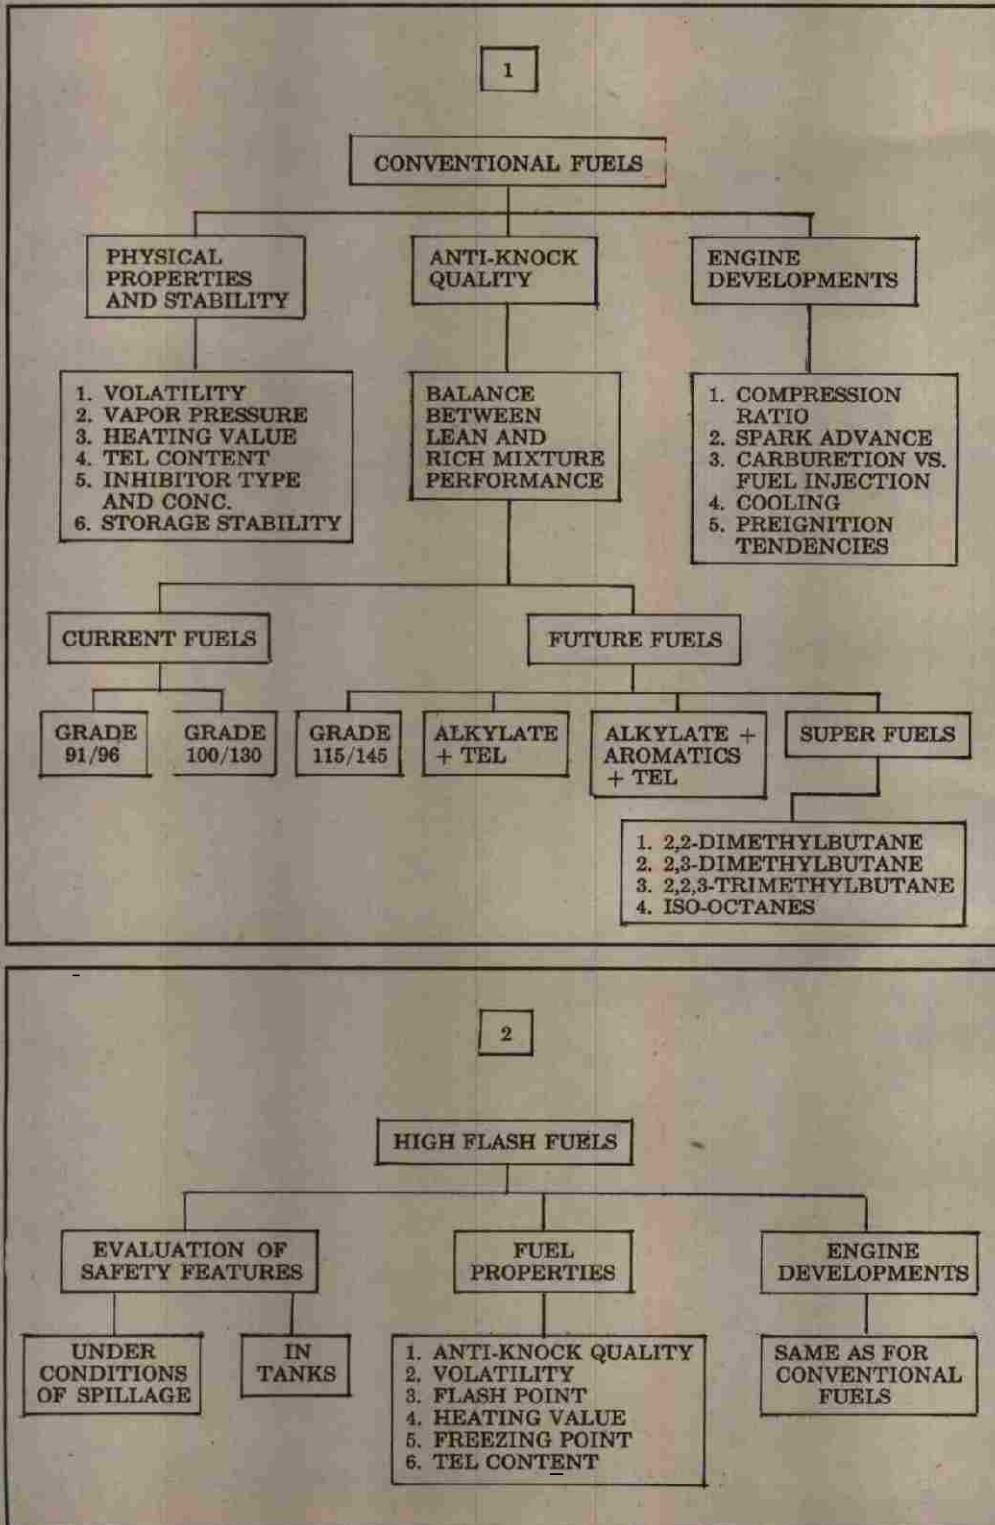 1
CONVENTIONAL FUELS
PHYSICAL
PROPERTIES
AND STABILITY
ANTI-KNOCK
QUALITY
ENGINE
DEVELOPMENTS
1. VOLATILITY
2. VAPOR PRESSURE
3. HEATING VALUE
4. TEL CONTENT
5. INHIBITOR TYPE
AND CONC.
6. STORAGE STABILITY
BALANCE
BETWEEN
LEAN AND
RICH MIXTURE
PERFORMANCE
1. COMPRESSION
RATIO
2. SPARK ADVANCE
3. CARBURETION VS.
FUEL INJECTION
4. COOLING
5. PREIGNITION
TENDENCIES
CURRENT FUELS
FUTURE FUELS
GRADE
91/96
GRADE
100/130
GRADE
115/145
ALKYLATE
+ TEL
ALKYLATE +
AROMATICS
+ TEL
SUPER FUELS
1. 2,2-DIMETHYLBUTANE
2. 2,3-DIMETHYLBUTANE
3. 2,2,3-TRIMETHYLBUTANE
4. ISO-OCTANES
2
HIGH FLASH FUELS
EVALUATION OF
SAFETY FEATURES
FUEL
PROPERTIES
ENGINE
DEVELOPMENTS
UNDER
CONDITIONS
OF SPILLAGE
IN
TANKS
1. ANTI-KNOCK QUALITY
2. VOLATILITY
3. FLASH POINT
4. HEATING VALUE
5. FREEZING POINT
6. TEL CONTENT
SAME AS FOR
CONVENTIONAL
FUELS